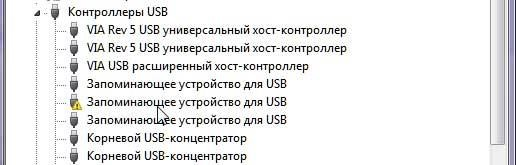 Контроллеры USB
VIA Rev 5 USB универсальный хост-контроллер
VIA Rev 5 USB универсальный хост-контроллер
VIA USB расширенный хост-контроллер
Запоминающее устройство для USB
Запоминающее устройство для USB
Запоминающее устройство для USB
Корневой USB-концентратор
Корневой USB-концентратор